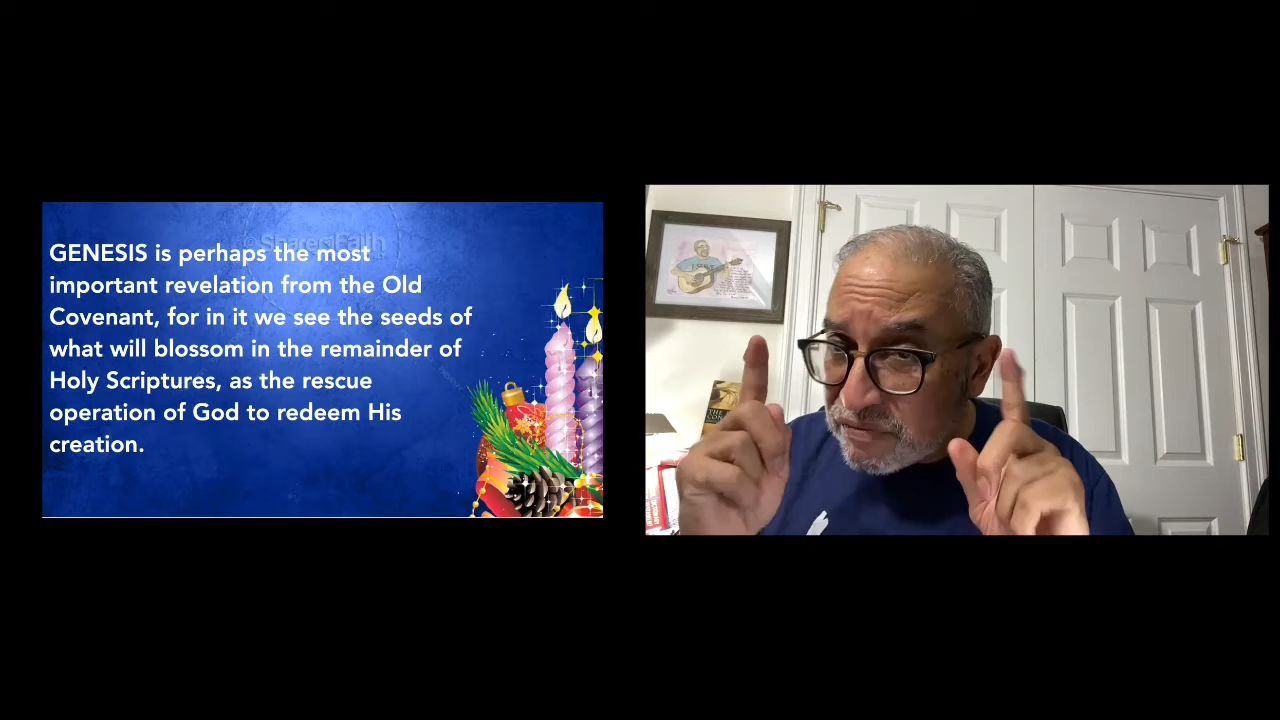 GENESIS is perhaps the most
important revelation from the Old
Covenant, for in it we see the seeds of
what will blossom in the remainder of
Holy Scriptures, as the rescue
operation of God to redeem His
creation.
THE